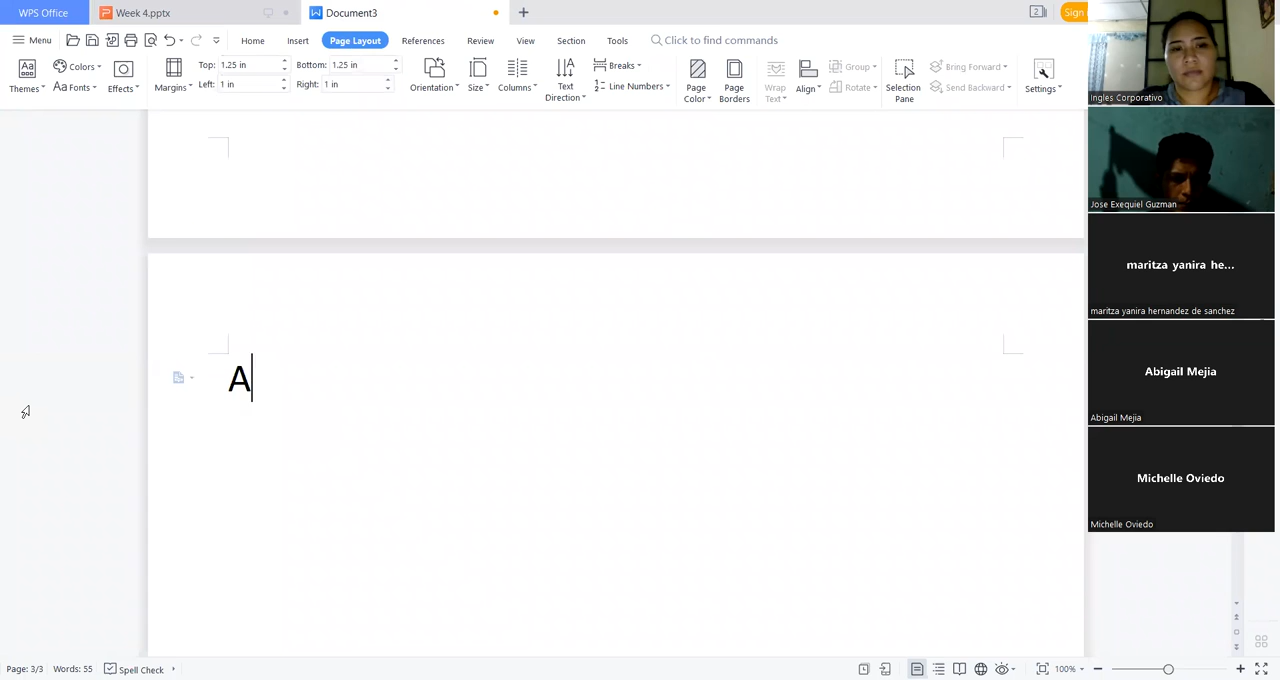 WPS Office Week 4.pptx Document3 2 Sign
Menu Home Insert Page Layout References Review View Section Tools Click to find commands
Themes Colors Fonts Effects Margins Top: 1.25 in Bottom: 1.25 in Left: 1 in Right: 1 in Orientation Size Columns Text Direction Breaks Line Numbers Page Color Page Borders Wrap Text Align Group Rotate Selection Pane Bring Forward Send Backward Settings
Ingles Corporativo
Jose Exequiel Guzman
maritza yanira he...
maritza yanira hernandez de sanchez
Abigail Mejia
Abigail Mejia
Michelle Oviedo
Michelle Oviedo
A
Page: 3/3 Words: 55 Spell Check 100%